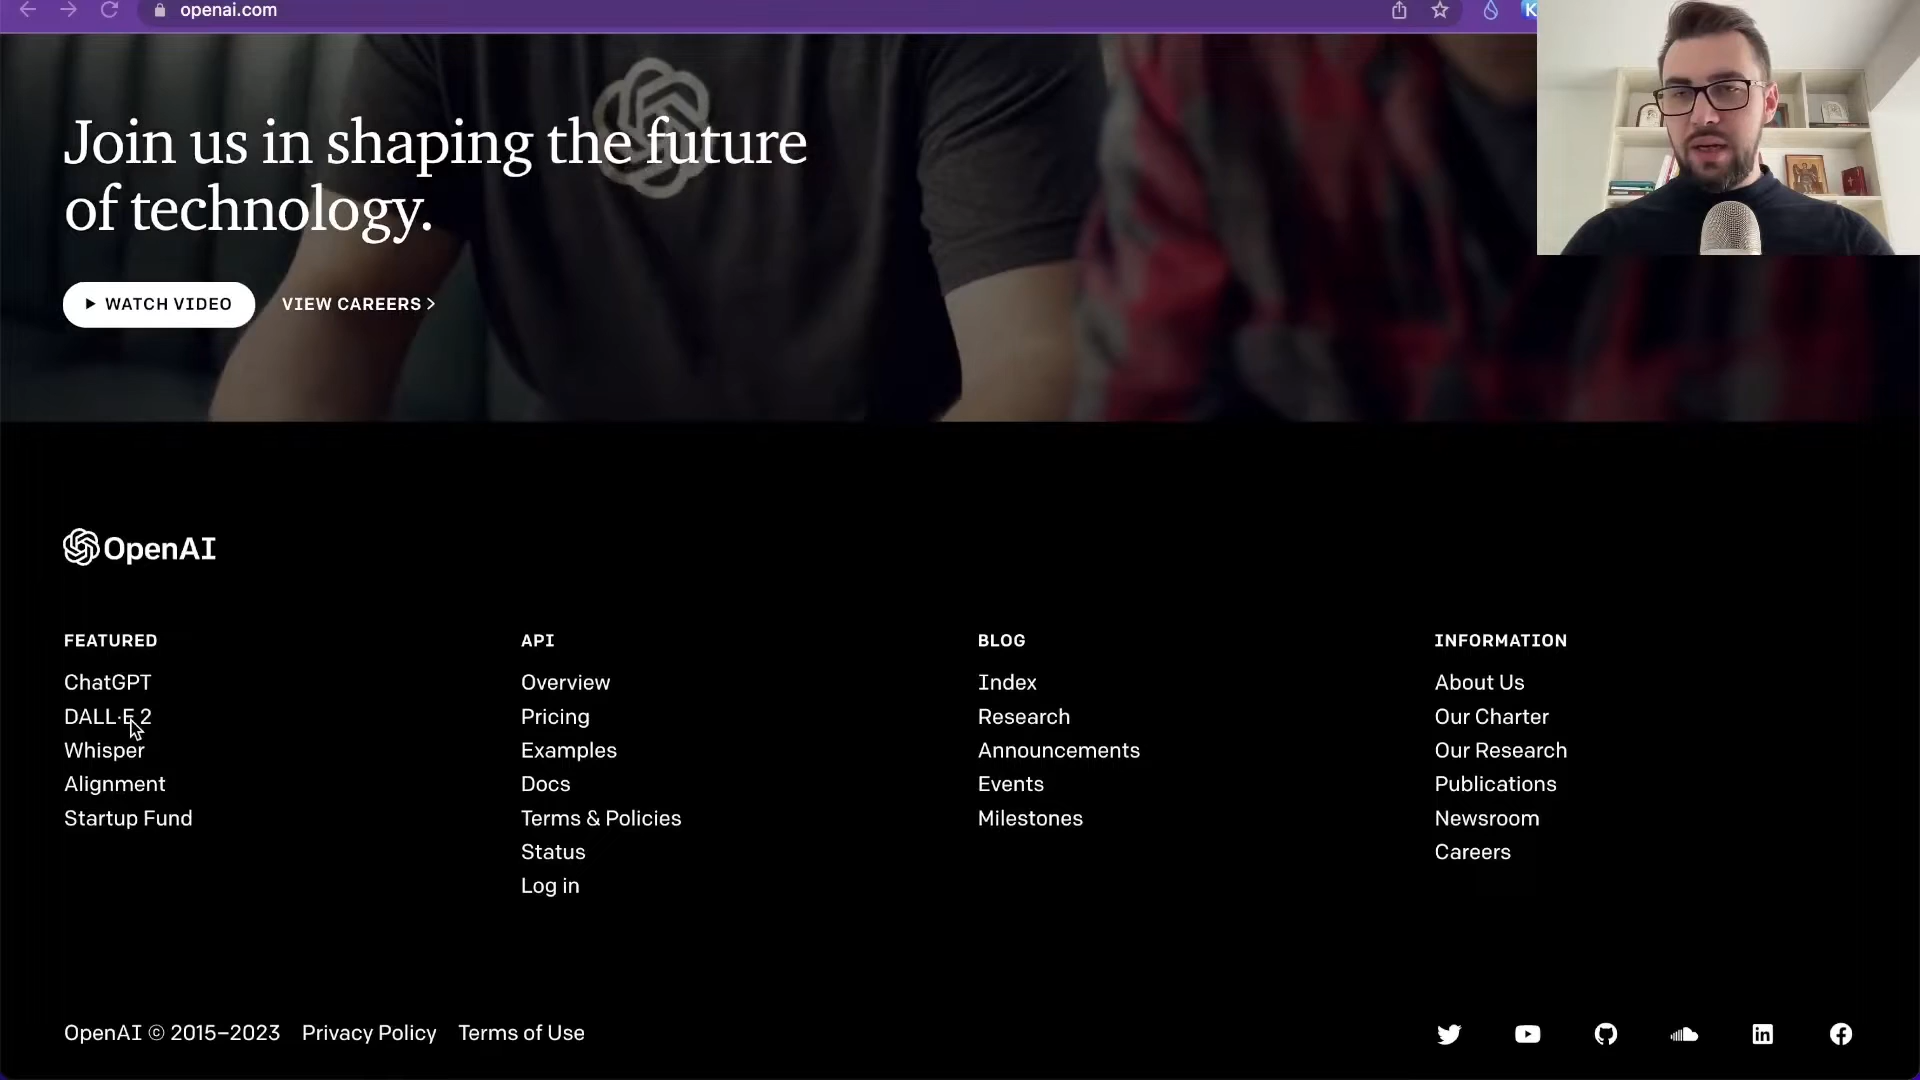 openai.com
K
Join us in shaping the future
of technology.
WATCH VIDEO VIEW CAREERS >
OpenAI
FEATURED
ChatGPT
DALL·E 2
Whisper
Alignment
Startup Fund
API
Overview
Pricing
Examples
Docs
Terms & Policies
Status
Log in
BLOG
Index
Research
Announcements
Events
Milestones
INFORMATION
About Us
Our Charter
Our Research
Publications
Newsroom
Careers
OpenAI © 2015–2023 Privacy Policy Terms of Use
in